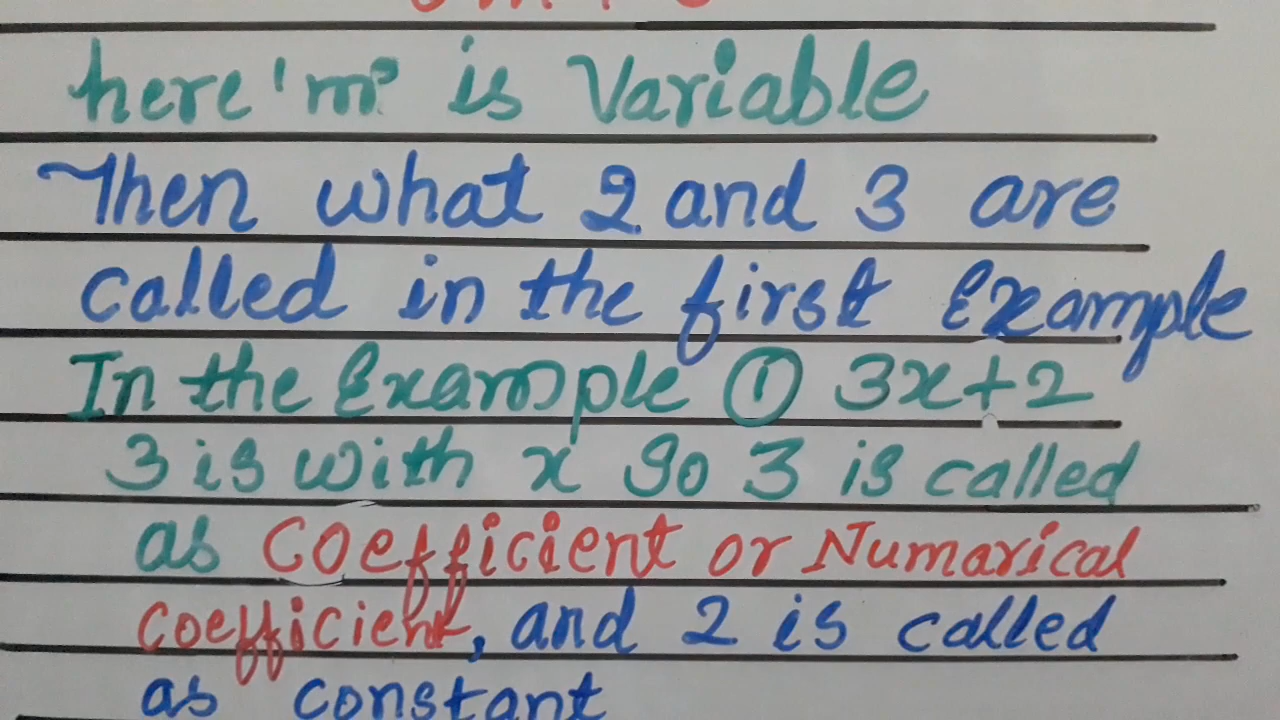 here 'm' is Variable
Then what 2 and 3 are
called in the first Example
In the Example ① 3x+2
3 is with x So 3 is called
as Coefficient or Numarical
coefficient, and 2 is called
as constant